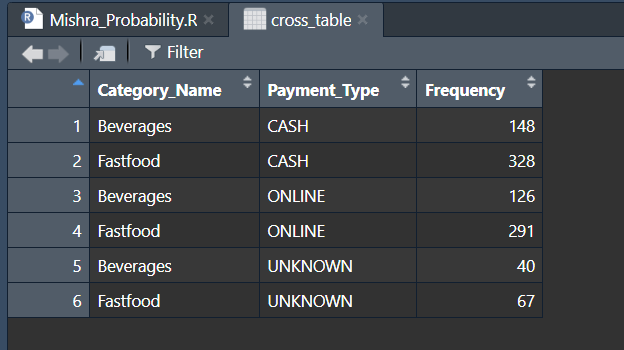 Mishra_Probability.R × cross_table ×
Filter
Category_Name Payment_Type Frequency
1 Beverages CASH 148
2 Fastfood CASH 328
3 Beverages ONLINE 126
4 Fastfood ONLINE 291
5 Beverages UNKNOWN 40
6 Fastfood UNKNOWN 67